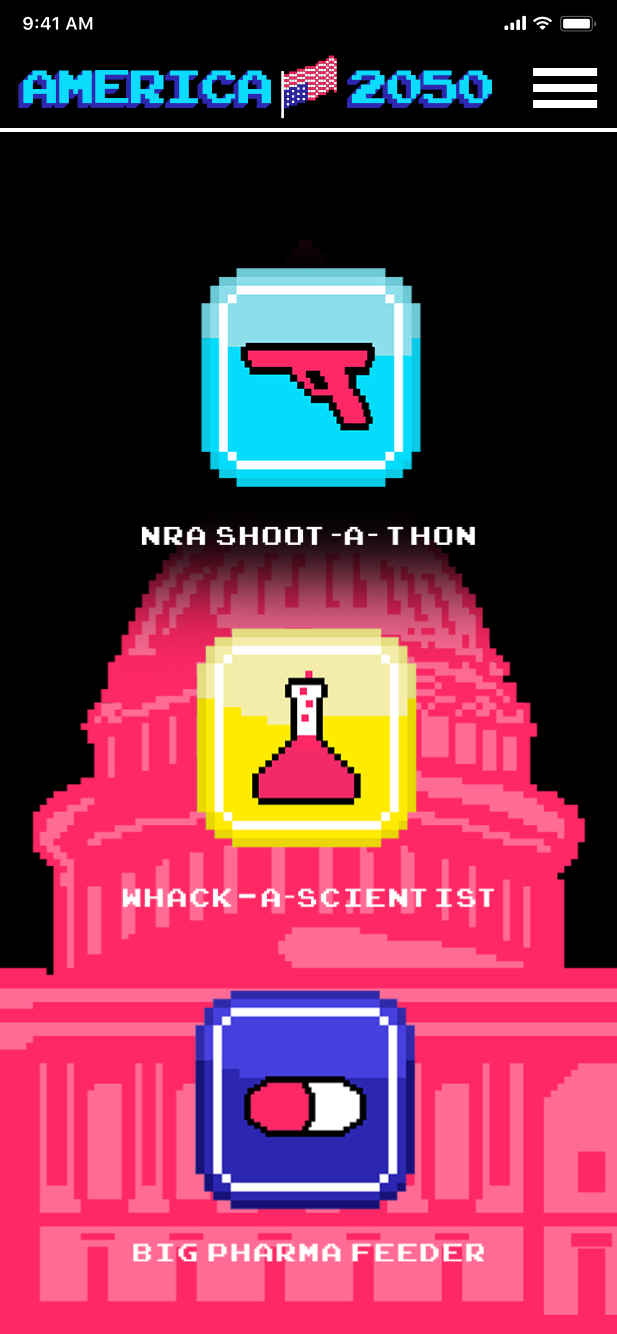 9:41 AM
AMERICA 2050
NRA SHOOT-A-THON
WHACK-A-SCIENTIST
BIG PHARMA FEEDER